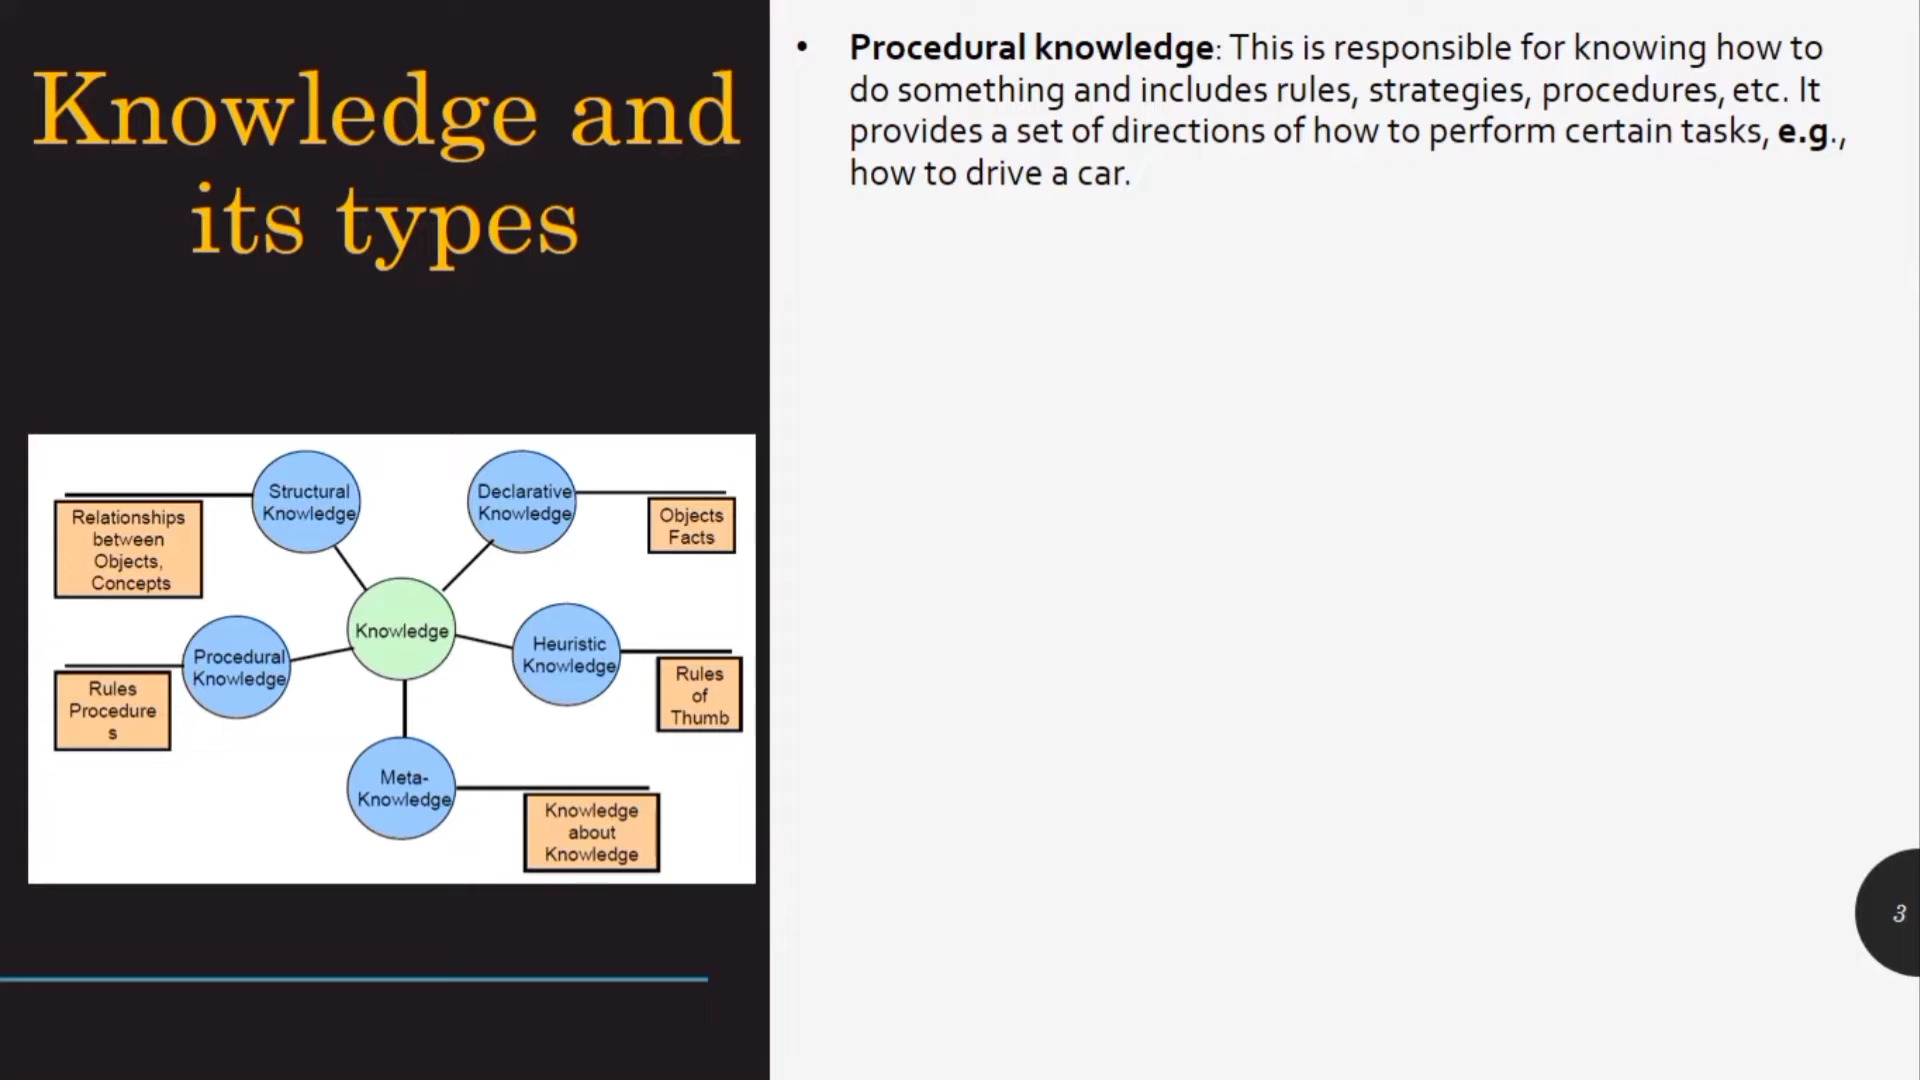 Knowledge and
its types
• Procedural knowledge: This is responsible for knowing how to
do something and includes rules, strategies, procedures, etc. It
provides a set of directions of how to perform certain tasks, e.g.,
how to drive a car.
Structural
Knowledge
Declarative
Knowledge
Relationships
between
Objects,
Concepts
Objects
Facts
Knowledge
Procedural
Knowledge
Heuristic
Knowledge
Rules
Procedure
s
Rules
of
Thumb
Meta-
Knowledge
Knowledge
about
Knowledge
3